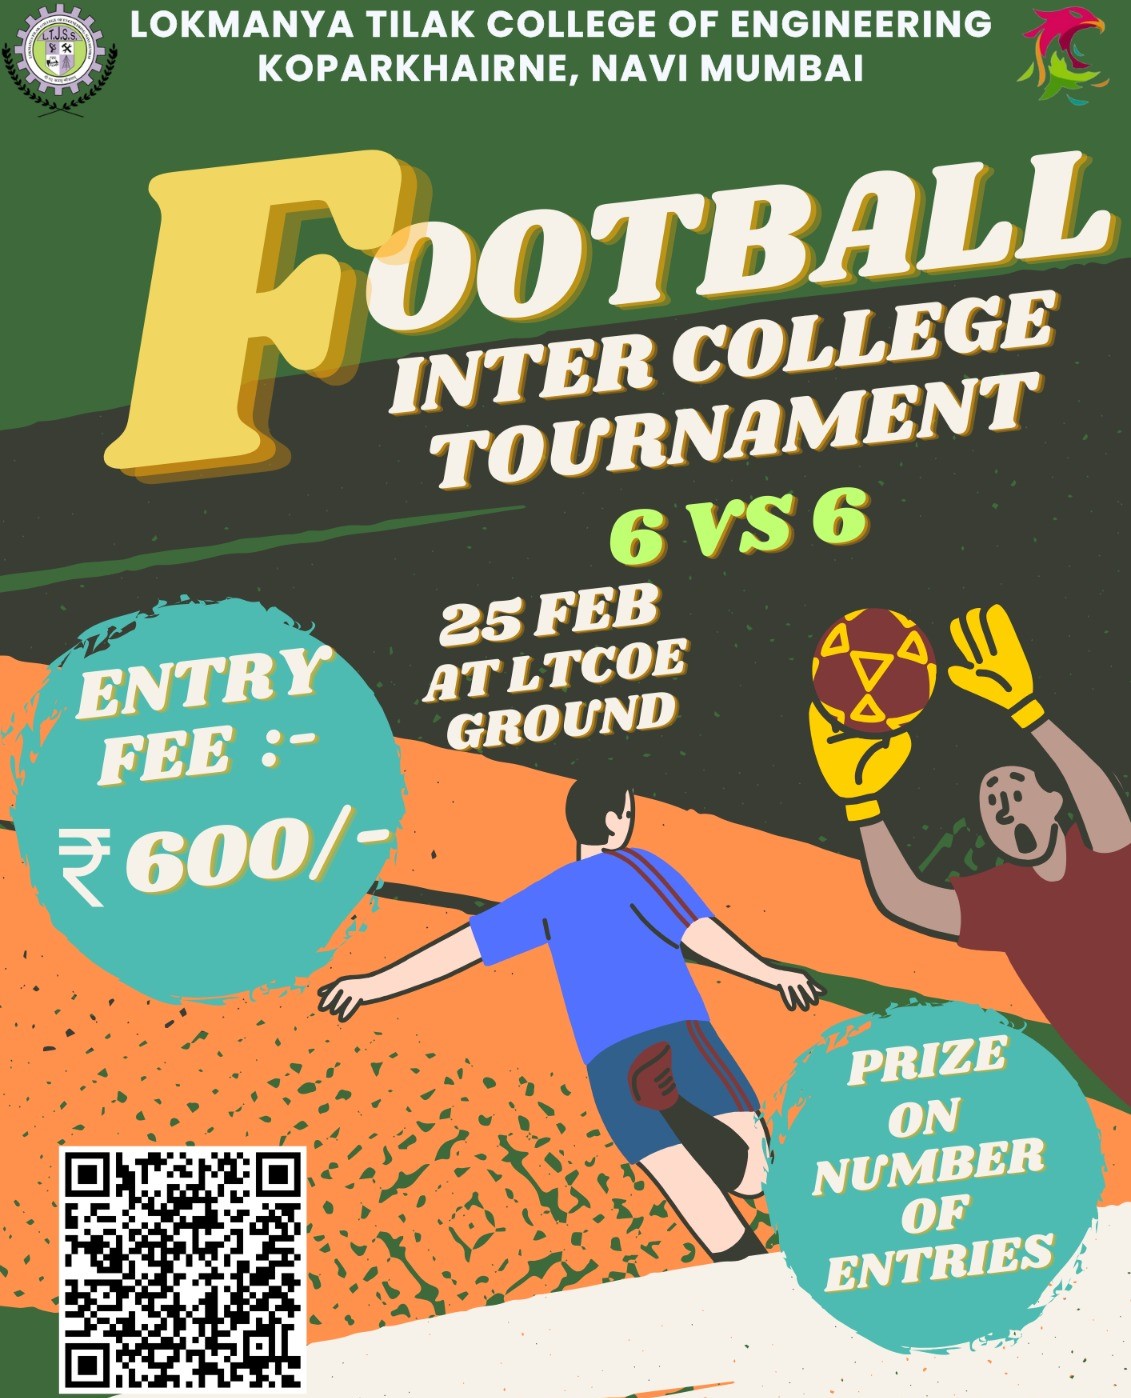 LOKMANYA TILAK COLLEGE OF ENGINEERING
KOPARKHAIRNE, NAVI MUMBAI
L.T.J.S.S.
FOOTBALL
INTER COLLEGE
TOURNAMENT
6 VS 6
25 FEB
AT LTCOE
GROUND
ENTRY
FEE :-
₹600/-
PRIZE
ON
NUMBER
OF
ENTRIES